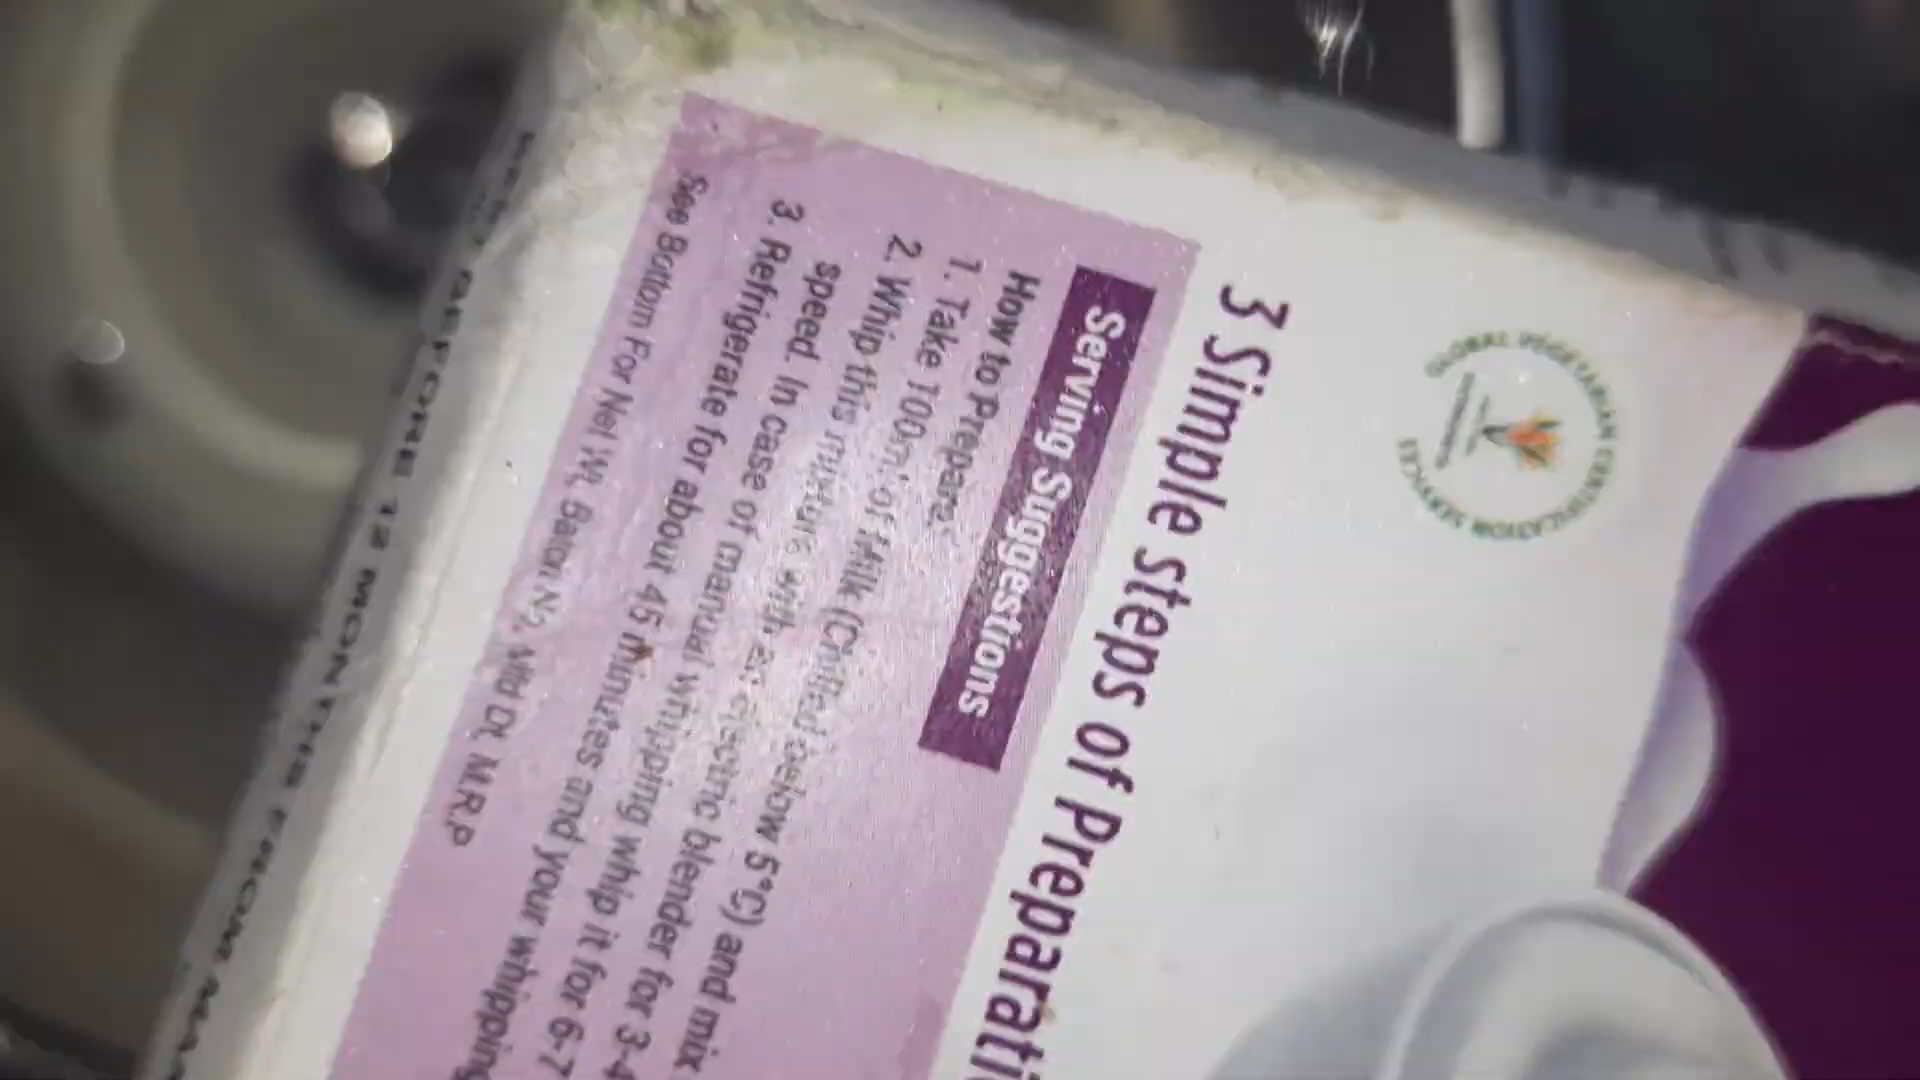 GLOBAL VEGETARIAN CERTIFICATION SERVICES
3 Simple steps of Preparati
Serving Suggestions
How to Prepare:
1. Take 100ml of Milk (Chilled below 5°C) and mix
2. Whip this mixture with an electric blender for 3-4
speed. In case of manual whipping whip it for 6-7
3. Refrigerate for about 45 minutes and your whipping
See Bottom For Net Wt, Batch No, Mfd Dt, M.R.P
BEFORE 12 MONTHS FROM